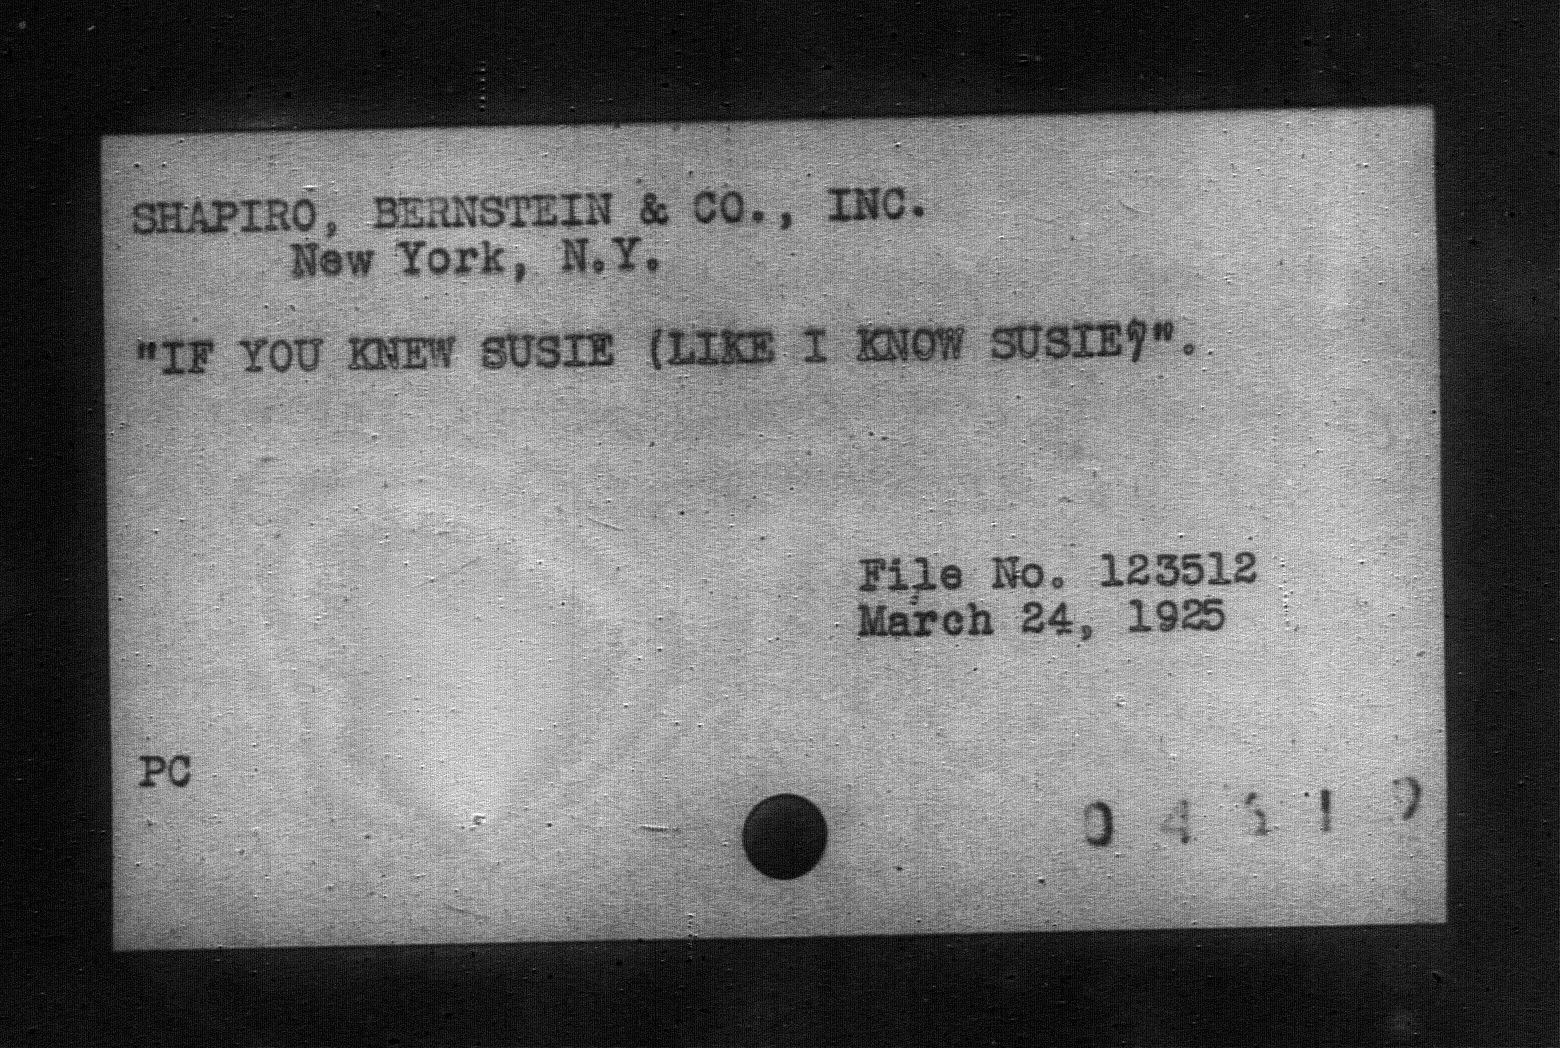 SHAPIRO, BERNSTEIN & CO., INC.
New York, N.Y.
"IF YOU KNEW SUSIE (LIKE I KNOW SUSIE)".
File No. 123512
March 24, 1925
PC